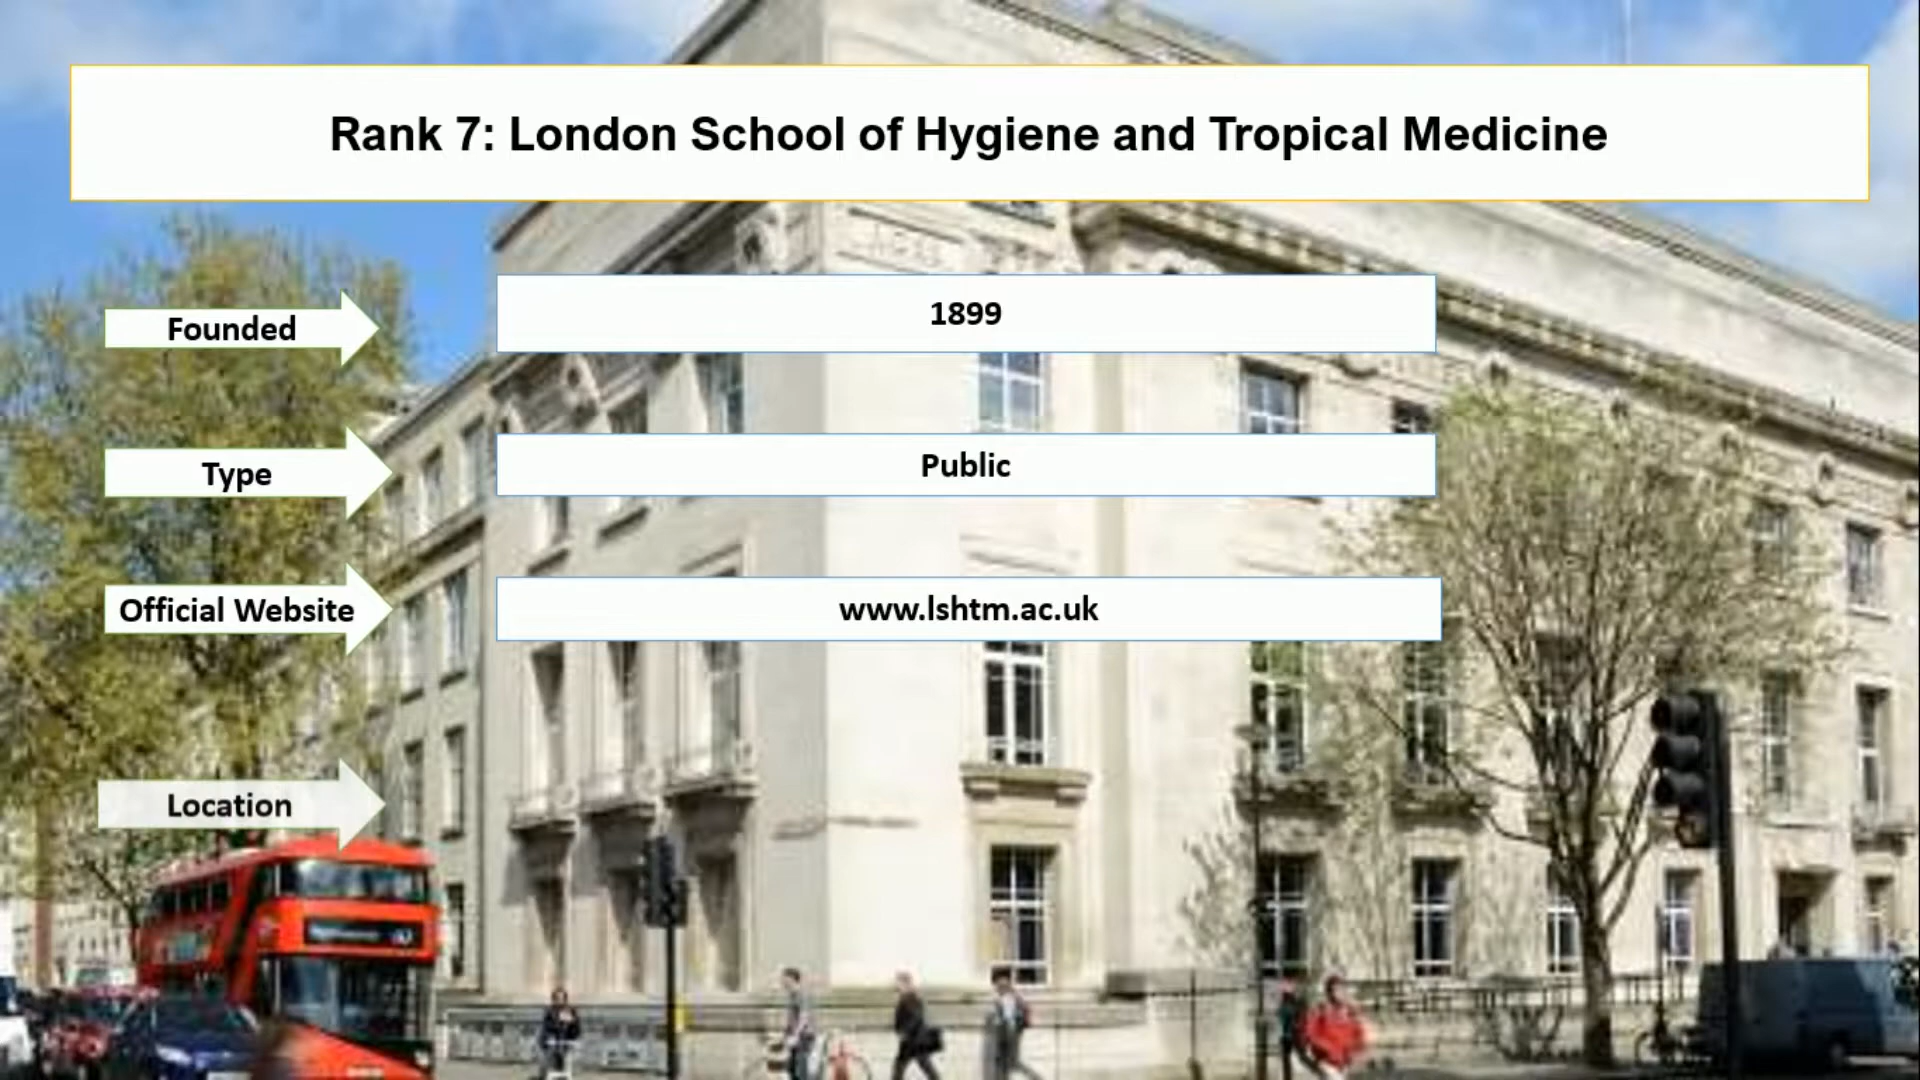 Rank 7: London School of Hygiene and Tropical Medicine
Founded
1899
Type
Public
Official Website
www.lshtm.ac.uk
Location